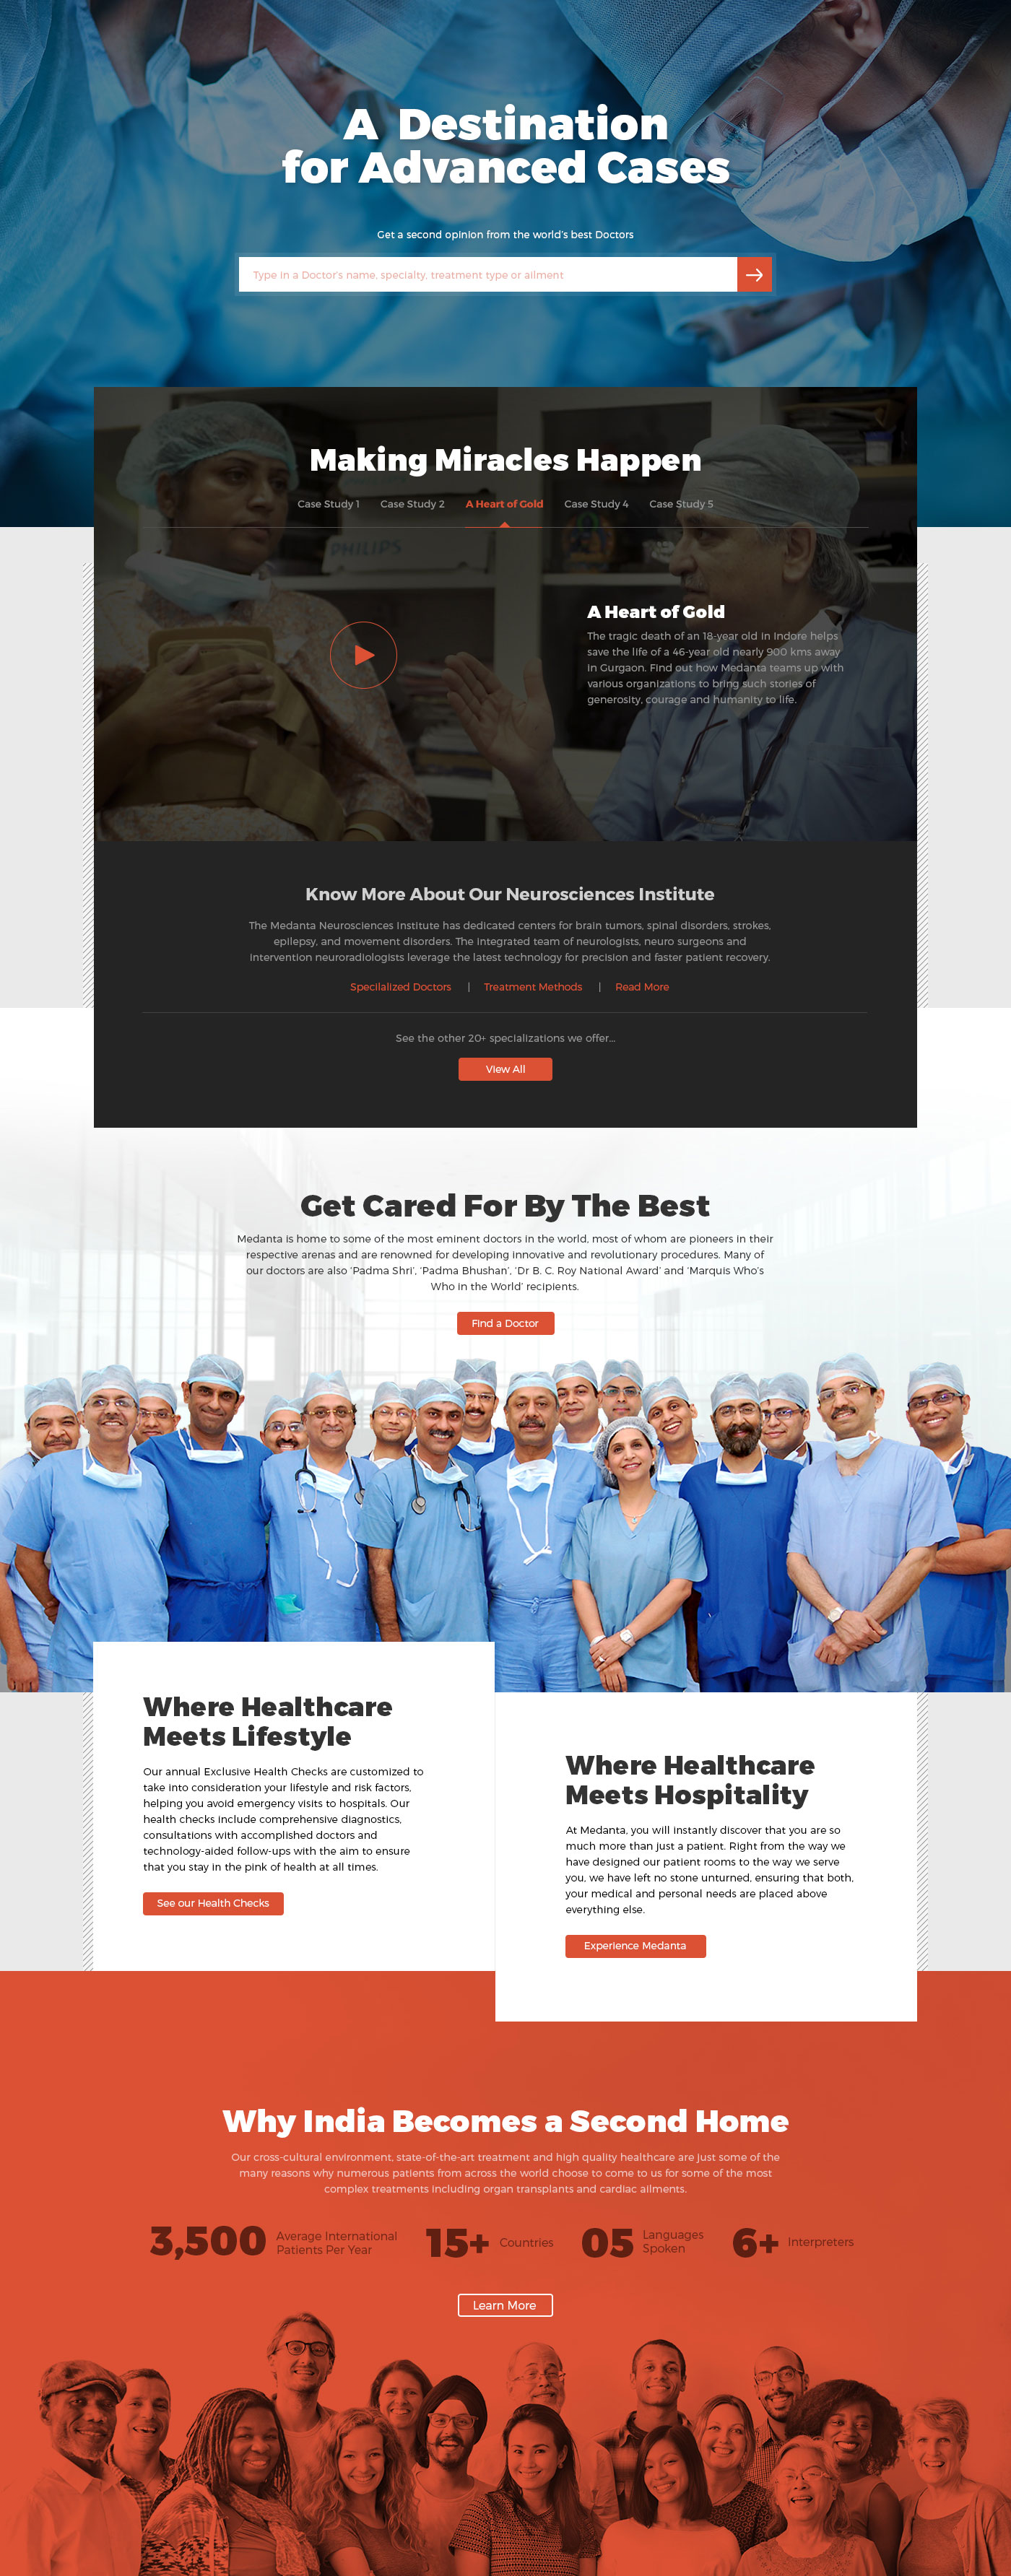 A Destination
for Advanced Cases
Get a second opinion from the world's best Doctors
Type in a Doctor's name, specialty, treatment type or ailment
Making Miracles Happen
Case Study 1 Case Study 2 A Heart of Gold Case Study 4 Case Study 5
PHILIPS
A Heart of Gold
The tragic death of an 18-year old in Indore helps
save the life of a 46-year old nearly 900 kms away
in Gurgaon. Find out how Medanta teams up with
various organizations to bring such stories of
generosity, courage and humanity to life.
Know More About Our Neurosciences Institute
The Medanta Neurosciences Institute has dedicated centers for brain tumors, spinal disorders, strokes,
epilepsy, and movement disorders. The integrated team of neurologists, neuro surgeons and
intervention neuroradiologists leverage the latest technology for precision and faster patient recovery.
Specilalized Doctors | Treatment Methods | Read More
See the other 20+ specializations we offer...
View All
Get Cared For By The Best
Medanta is home to some of the most eminent doctors in the world, most of whom are pioneers in their
respective arenas and are renowned for developing innovative and revolutionary procedures. Many of
our doctors are also 'Padma Shri', 'Padma Bhushan', 'Dr B. C. Roy National Award' and 'Marquis Who's
Who in the World' recipients.
Find a Doctor
Where Healthcare
Meets Lifestyle
Our annual Exclusive Health Checks are customized to
take into consideration your lifestyle and risk factors,
helping you avoid emergency visits to hospitals. Our
health checks include comprehensive diagnostics,
consultations with accomplished doctors and
technology-aided follow-ups with the aim to ensure
that you stay in the pink of health at all times.
See our Health Checks
Where Healthcare
Meets Hospitality
At Medanta, you will instantly discover that you are so
much more than just a patient. Right from the way we
have designed our patient rooms to the way we serve
you, we have left no stone unturned, ensuring that both,
your medical and personal needs are placed above
everything else.
Experience Medanta
Why India Becomes a Second Home
Our cross-cultural environment, state-of-the-art treatment and high quality healthcare are just some of the
many reasons why numerous patients from across the world choose to come to us for some of the most
complex treatments including organ transplants and cardiac ailments.
3,500 Average International
Patients Per Year
15+ Countries
05 Languages
Spoken
6+ Interpreters
Learn More